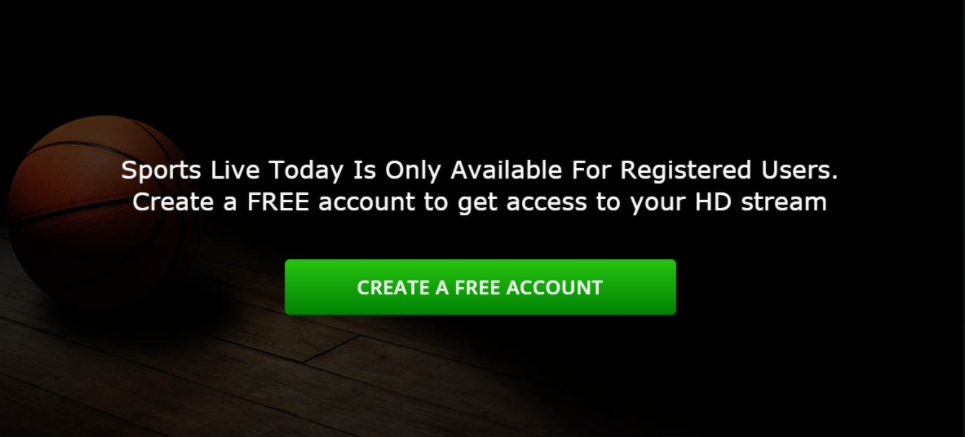 Sports Live Today Is Only Available For Registered Users.
Create a FREE account to get access to your HD stream
CREATE A FREE ACCOUNT